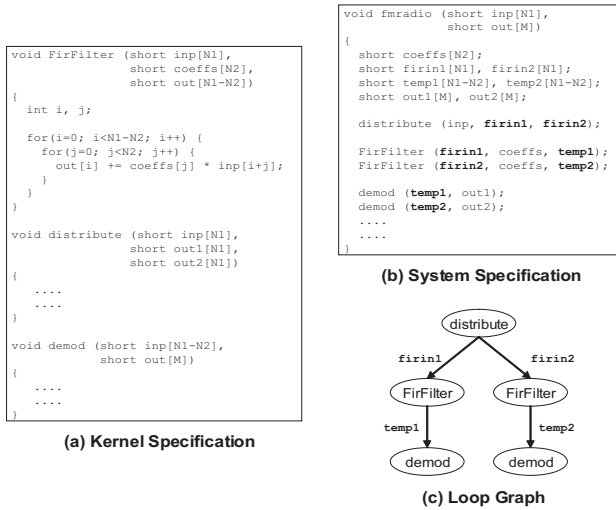 void FirFilter (short inp[N1],
short coeffs[N2],
short out[N1-N2])
{
int i, j;
for(i=0; i<N1-N2; i++) {
for(j=0; j<N2; j++) {
out[i] += coeffs[j] * inp[i+j];
}
}
}
void distribute (short inp[N1],
short out1[N1],
short out2[N1])
{
....
....
}
void demod (short inp[N1-N2],
short out[M])
{
....
....
}
(a) Kernel Specification
void fmradio (short inp[N1],
short out[M])
{
short coeffs[N2];
short firin1[N1], firin2[N1];
short temp1[N1-N2], temp2[N1-N2];
short out1[M], out2[M];
distribute (inp, firin1, firin2);
FirFilter (firin1, coeffs, temp1);
FirFilter (firin2, coeffs, temp2);
demod (temp1, out1);
demod (temp2, out2);
....
....
}
(b) System Specification
distribute
firin1 firin2
FirFilter FirFilter
temp1 temp2
demod demod
(c) Loop Graph